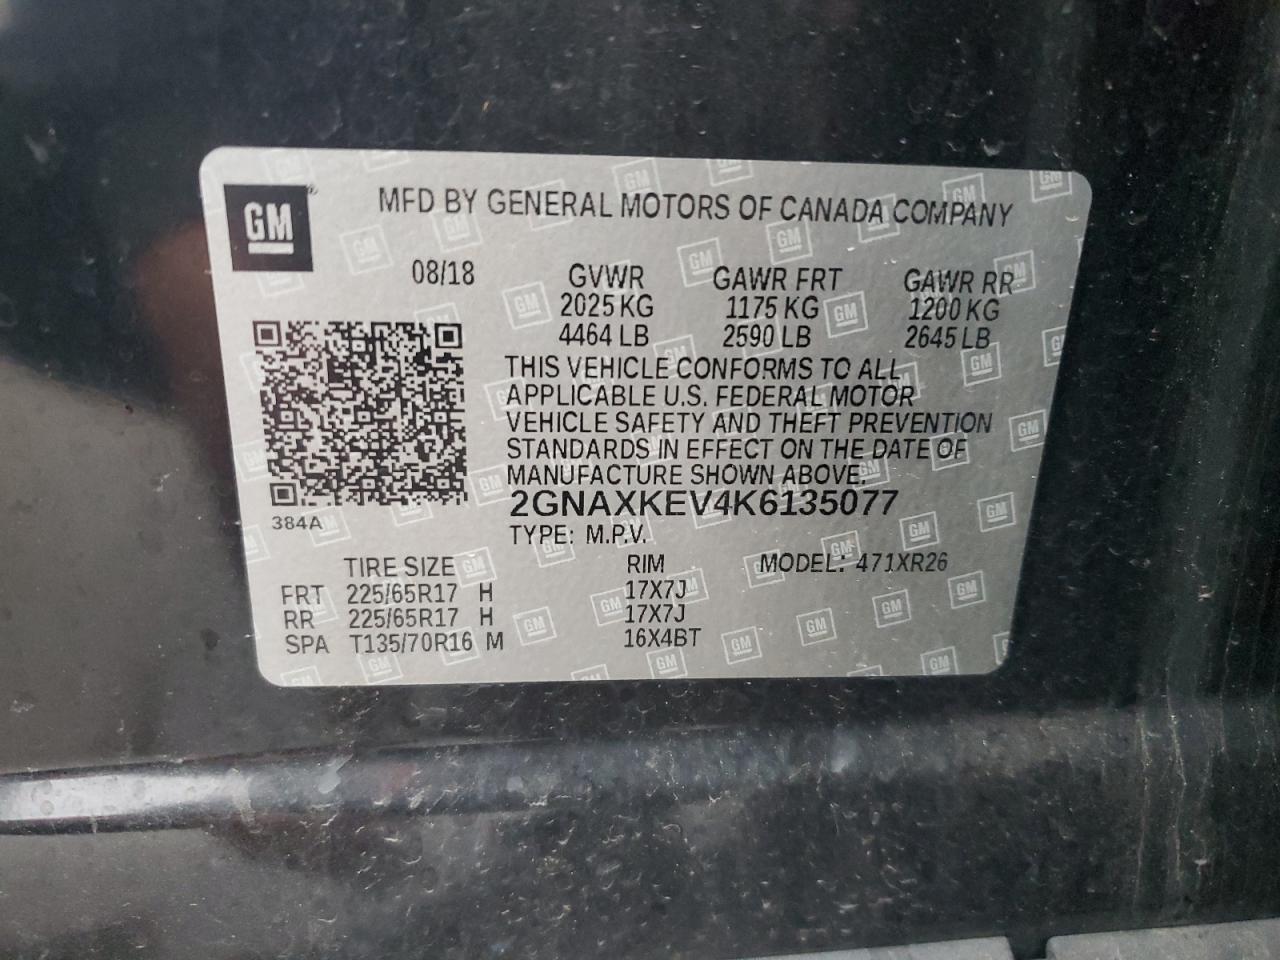 GM
MFD BY GENERAL MOTORS OF CANADA COMPANY
08/18 GVWR GAWR FRT GAWR RR
2025 KG 1175 KG 1200 KG
4464 LB 2590 LB 2645 LB
THIS VEHICLE CONFORMS TO ALL
APPLICABLE U.S. FEDERAL MOTOR
VEHICLE SAFETY AND THEFT PREVENTION
STANDARDS IN EFFECT ON THE DATE OF
MANUFACTURE SHOWN ABOVE.
2GNAXKEV4K6135077
384A
TYPE: M.P.V.
TIRE SIZE RIM MODEL: 471XR26
FRT 225/65R17 H 17X7J
RR 225/65R17 H 17X7J
SPA T135/70R16 M 16X4BT